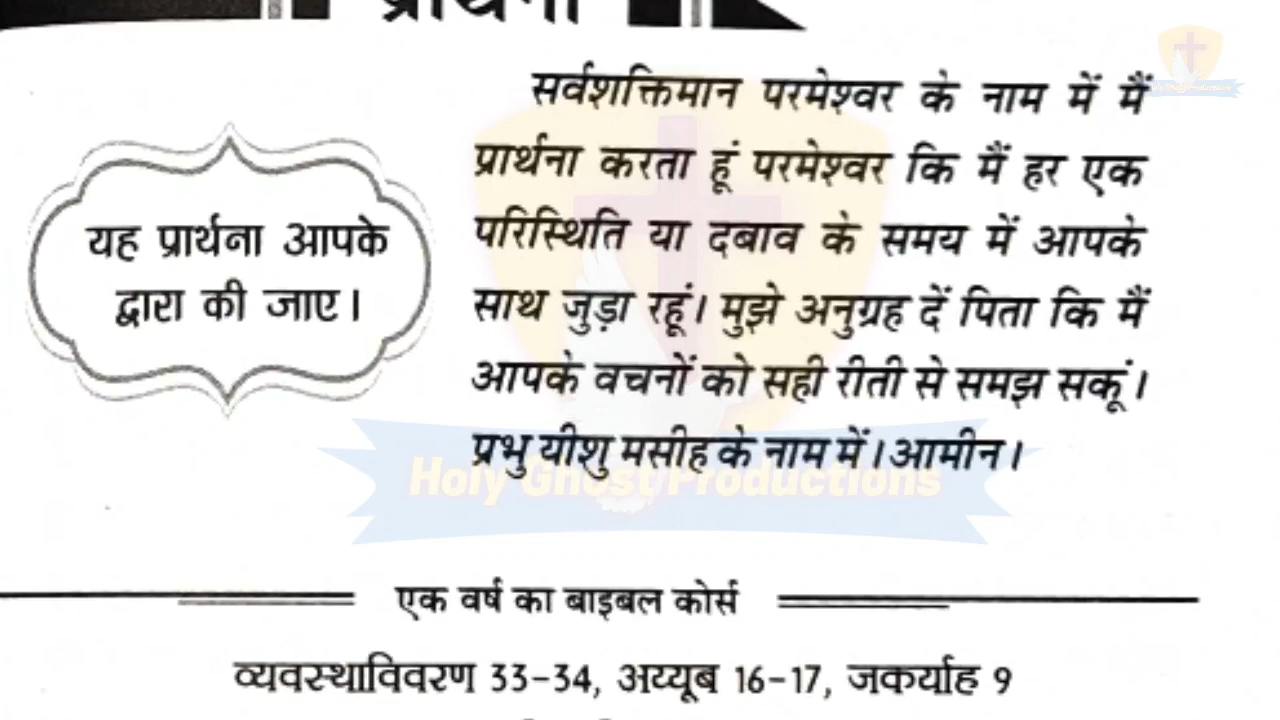 प्रार्थना
सर्वशक्तिमान परमेश्वर के नाम में मैं
प्रार्थना करता हूं परमेश्वर कि मैं हर एक
परिस्थिति या दबाव के समय में आपके
साथ जुड़ा रहूं। मुझे अनुग्रह दें पिता कि मैं
आपके वचनों को सही रीती से समझ सकूं।
प्रभु यीशु मसीह के नाम में। आमीन।
यह प्रार्थना आपके
द्वारा की जाए।
Holy Ghost Productions
एक वर्ष का बाइबल कोर्स
व्यवस्थाविवरण 33-34, अय्यूब 16-17, जकर्याह 9